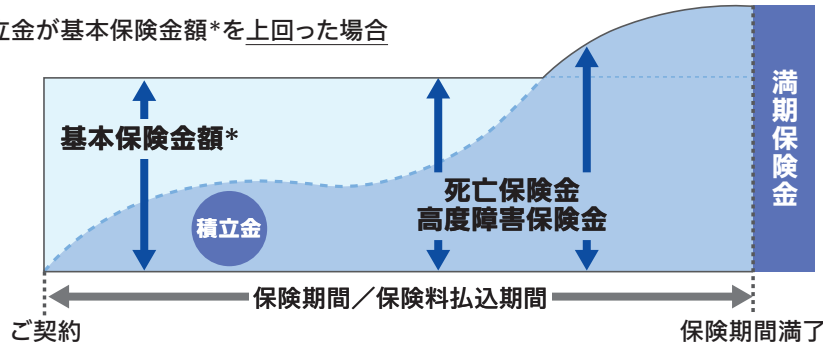 立金が基本保険金額*を上回った場合
基本保険金額*
積立金
死亡保険金
高度障害保険金
満期保険金
保険期間/保険料払込期間
ご契約
保険期間満了